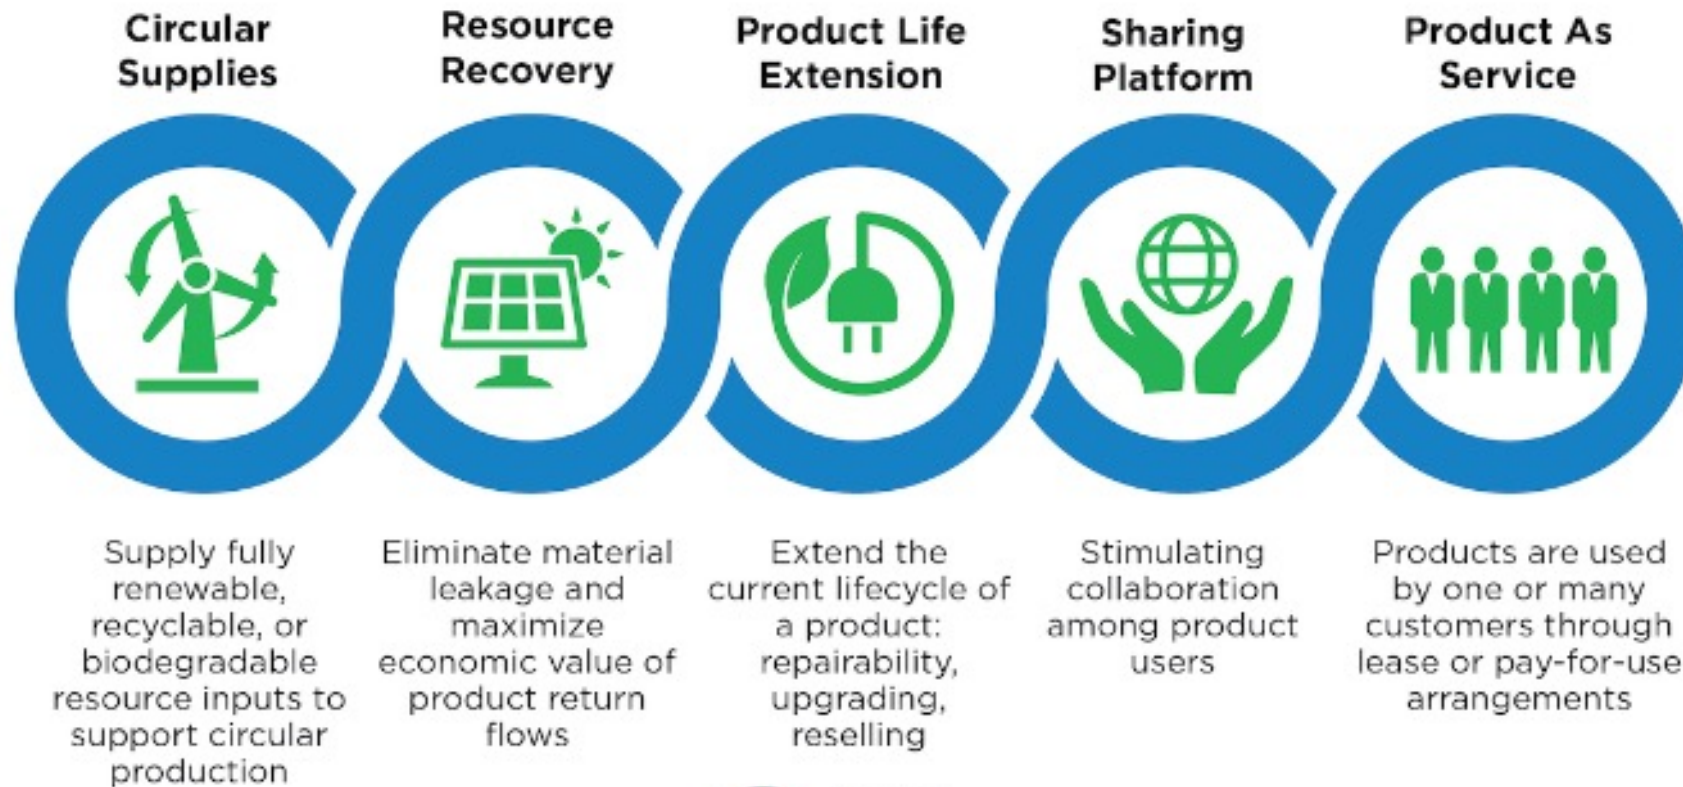 Circular
Supplies
Resource
Recovery
Product Life
Extension
Sharing
Platform
Product As
Service
Supply fully
renewable,
recyclable, or
biodegradable
resource inputs to
support circular
production
Eliminate material
leakage and
maximize
economic value of
product return
flows
Extend the
current lifecycle of
a product:
repairability,
upgrading,
reselling
Stimulating
collaboration
among product
users
Products are used
by one or many
customers through
lease or pay-for-use
arrangements